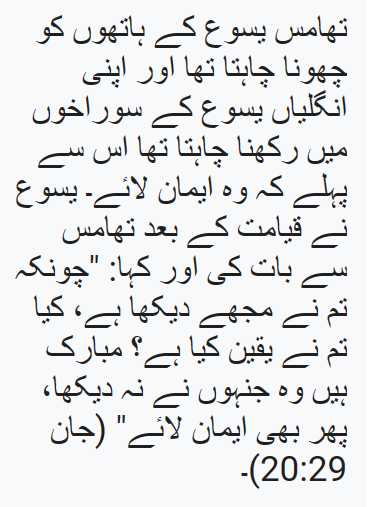 تھامس یسوع کے ہاتھوں کو
چھونا چاہتا تھا اور اپنی
انگلیاں یسوع کے سوراخوں
میں رکھنا چاہتا تھا اس سے
پہلے کہ وہ ایمان لائے۔ یسوع
نے قیامت کے بعد تھامس
سے بات کی اور کہا: "چونکہ
تم نے مجھے دیکھا ہے، کیا
تم نے یقین کیا ہے؟ مبارک
ہیں وہ جنہوں نے نہ دیکھا،
پھر بھی ایمان لائے" (جان
20:29)۔